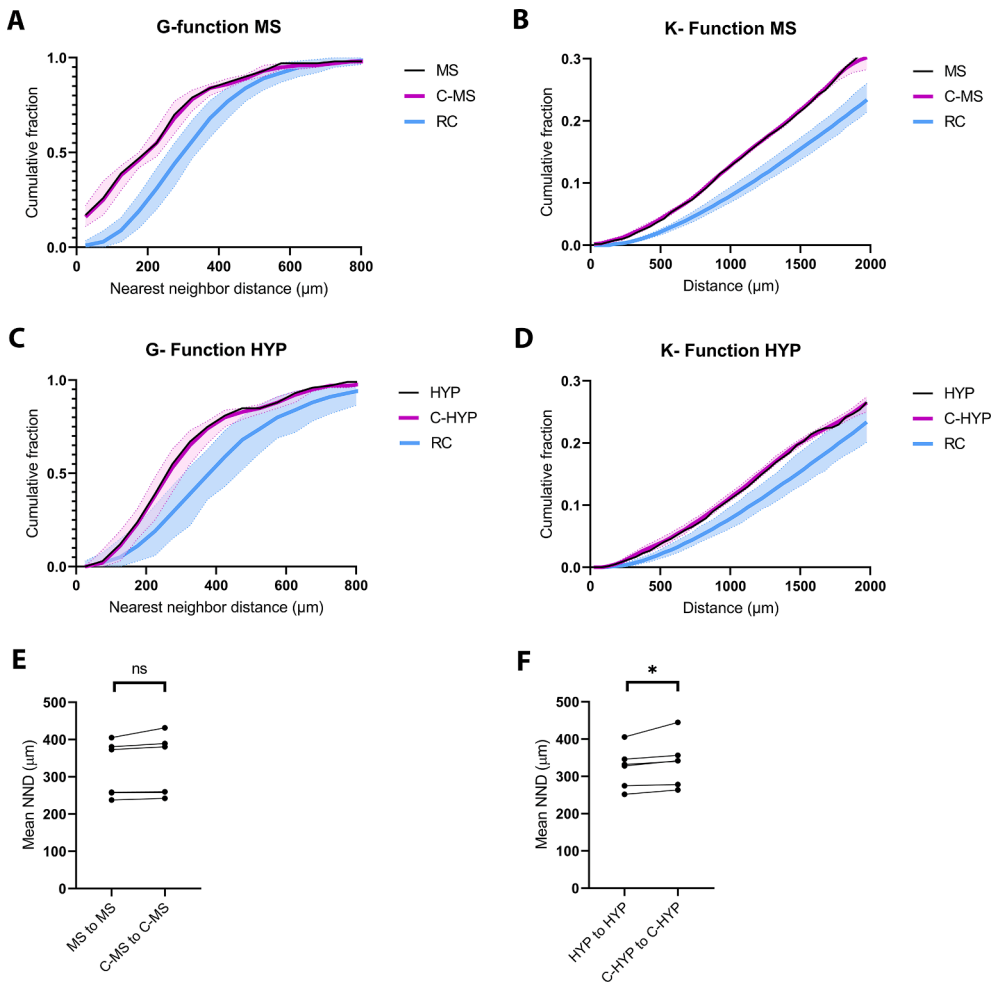 A
G-function MS
Cumulative fraction
1.0
0.5
0.0
0
200
400
600
800
Nearest neighbor distance (µm)
MS
C-MS
RC
B
K- Function MS
Cumulative fraction
0.3
0.2
0.1
0.0
0
500
1000
1500
2000
Distance (µm)
MS
C-MS
RC
C
G- Function HYP
Cumulative fraction
1.0
0.5
0.0
0
200
400
600
800
Nearest neighbor distance (µm)
HYP
C-HYP
RC
D
K- Function HYP
Cumulative fraction
0.3
0.2
0.1
0.0
0
500
1000
1500
2000
Distance (µm)
HYP
C-HYP
RC
E
ns
Mean NND (µm)
500
400
300
200
100
0
MS to MS
C-MS to C-MS
F
*
Mean NND (µm)
500
400
300
200
100
0
HYP to HYP
C-HYP to C-HYP